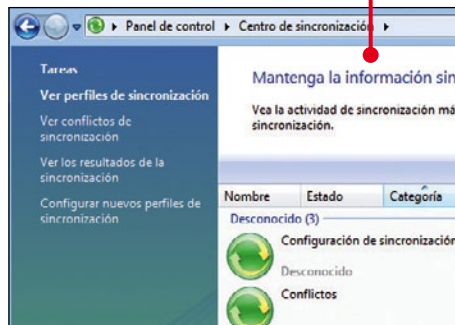 Panel de control ▸ Centro de sincronización ▸
Tareas
Ver perfiles de sincronización
Ver conflictos de
sincronización
Ver los resultados de la
sincronización
Configurar nuevos perfiles de
sincronización
Mantenga la información sin
Vea la actividad de sincronización má
sincronización.
Nombre Estado Categoría
Desconocido (3)
Configuración de sincronización
Desconocido
Conflictos